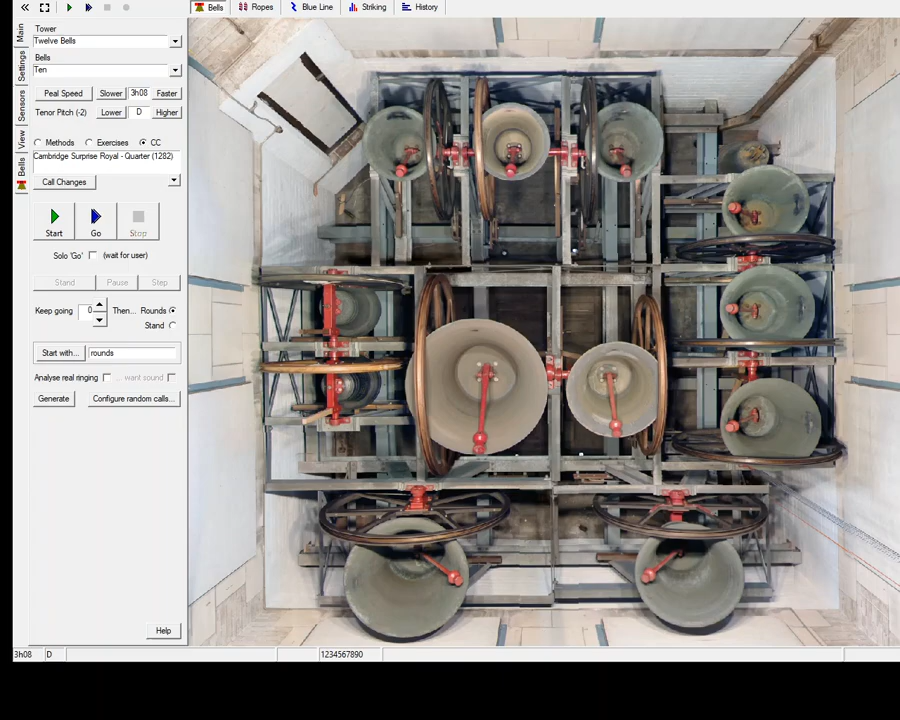 Bells Ropes Blue Line Striking History
Main
Settings
Sensors
View
Bells
Tower
Twelve Bells
Bells
Ten
Peal Speed Slower 3h08 Faster
Tenor Pitch (-2) Lower D Higher
Methods Exercises CC
Cambridge Surprise Royal - Quarter (1282)
Call Changes
Start Go Stop
Solo 'Go' (wait for user)
Stand Pause Step
Keep going 0 Then... Rounds
Stand
Start with... rounds
Analyse real ringing ... want sound
Generate Configure random calls...
Help
3h08 D 1234567890